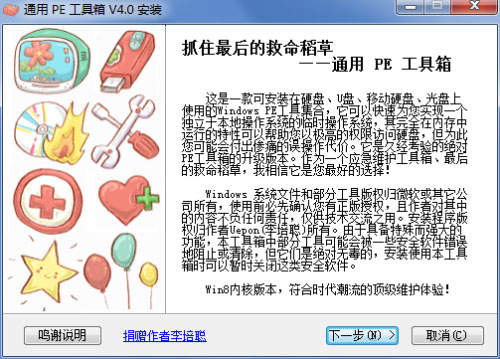 通用 PE 工具箱 V4.0 安装
抓住最后的救命稻草
——通用 PE 工具箱
这是一款可安装在硬盘、U盘、移动硬盘、光盘上
使用的Windows PE工具集合，它可以快速为您实现一个
独立于本地操作系统的临时操作系统，其完全在内存中
运行的特性可以帮助您以极高的权限访问硬盘，但为此
您可能会付出惨痛的误操作代价。它是久经考验的绝对
PE工具箱的升级版本。作为一个应急维护工具箱、最后
的救命稻草，我相信它是您最好的选择！
Windows 系统文件和部分工具版权归微软或其它公
司所有，使用前必先确认您有正版授权，且作者对其中
的内容不负任何责任，仅供技术交流之用。安装程序版
权归作者Uepon(李培聪)所有。由于具备特殊而强大的
功能，本工具箱中部分工具可能会被一些安全软件错误
地阻止或清除，但它们是绝对无毒的，安装使用本工具
箱时可以暂时关闭这类安全软件。
Win8内核版本，符合时代潮流的顶级维护体验！
鸣谢说明
捐赠作者李培聪
下一步(N) >
取消(C)